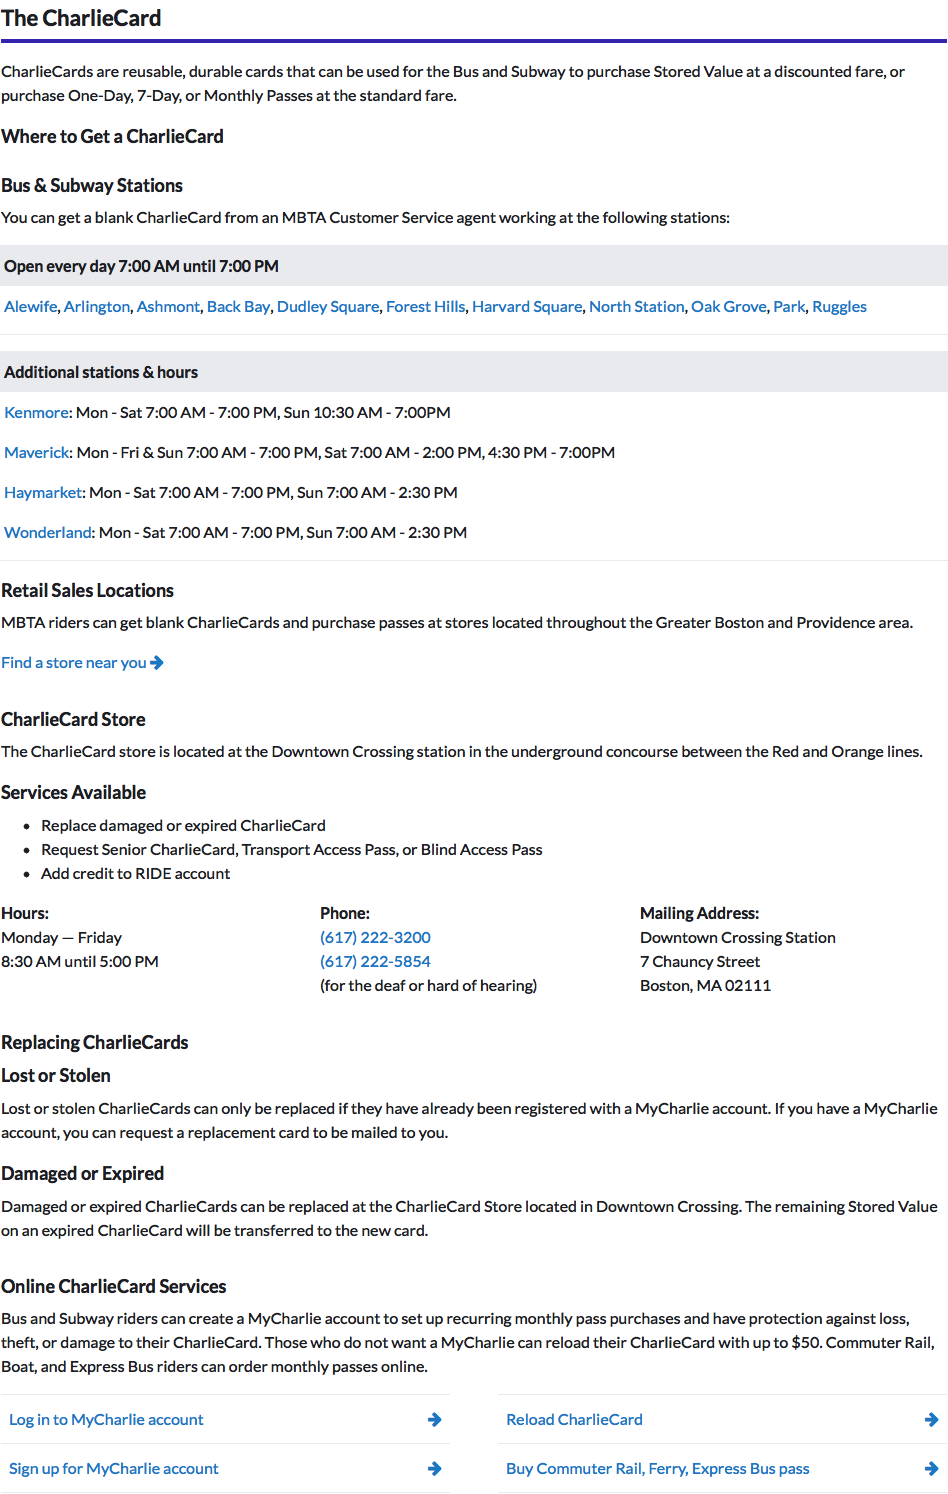 The CharlieCard
CharlieCards are reusable, durable cards that can be used for the Bus and Subway to purchase Stored Value at a discounted fare, or
purchase One-Day, 7-Day, or Monthly Passes at the standard fare.
Where to Get a CharlieCard
Bus & Subway Stations
You can get a blank CharlieCard from an MBTA Customer Service agent working at the following stations:
Open every day 7:00 AM until 7:00 PM
Alewife, Arlington, Ashmont, Back Bay, Dudley Square, Forest Hills, Harvard Square, North Station, Oak Grove, Park, Ruggles
Additional stations & hours
Kenmore: Mon - Sat 7:00 AM - 7:00 PM, Sun 10:30 AM - 7:00PM
Maverick: Mon - Fri & Sun 7:00 AM - 7:00 PM, Sat 7:00 AM - 2:00 PM, 4:30 PM - 7:00PM
Haymarket: Mon - Sat 7:00 AM - 7:00 PM, Sun 7:00 AM - 2:30 PM
Wonderland: Mon - Sat 7:00 AM - 7:00 PM, Sun 7:00 AM - 2:30 PM
Retail Sales Locations
MBTA riders can get blank CharlieCards and purchase passes at stores located throughout the Greater Boston and Providence area.
Find a store near you
CharlieCard Store
The CharlieCard store is located at the Downtown Crossing station in the underground concourse between the Red and Orange lines.
Services Available
• Replace damaged or expired CharlieCard
• Request Senior CharlieCard, Transport Access Pass, or Blind Access Pass
• Add credit to RIDE account
Hours:
Monday — Friday
8:30 AM until 5:00 PM
Phone:
(617) 222-3200
(617) 222-5854
(for the deaf or hard of hearing)
Mailing Address:
Downtown Crossing Station
7 Chauncy Street
Boston, MA 02111
Replacing CharlieCards
Lost or Stolen
Lost or stolen CharlieCards can only be replaced if they have already been registered with a MyCharlie account. If you have a MyCharlie
account, you can request a replacement card to be mailed to you.
Damaged or Expired
Damaged or expired CharlieCards can be replaced at the CharlieCard Store located in Downtown Crossing. The remaining Stored Value
on an expired CharlieCard will be transferred to the new card.
Online CharlieCard Services
Bus and Subway riders can create a MyCharlie account to set up recurring monthly pass purchases and have protection against loss,
theft, or damage to their CharlieCard. Those who do not want a MyCharlie can reload their CharlieCard with up to $50. Commuter Rail,
Boat, and Express Bus riders can order monthly passes online.
Log in to MyCharlie account
Reload CharlieCard
Sign up for MyCharlie account
Buy Commuter Rail, Ferry, Express Bus pass